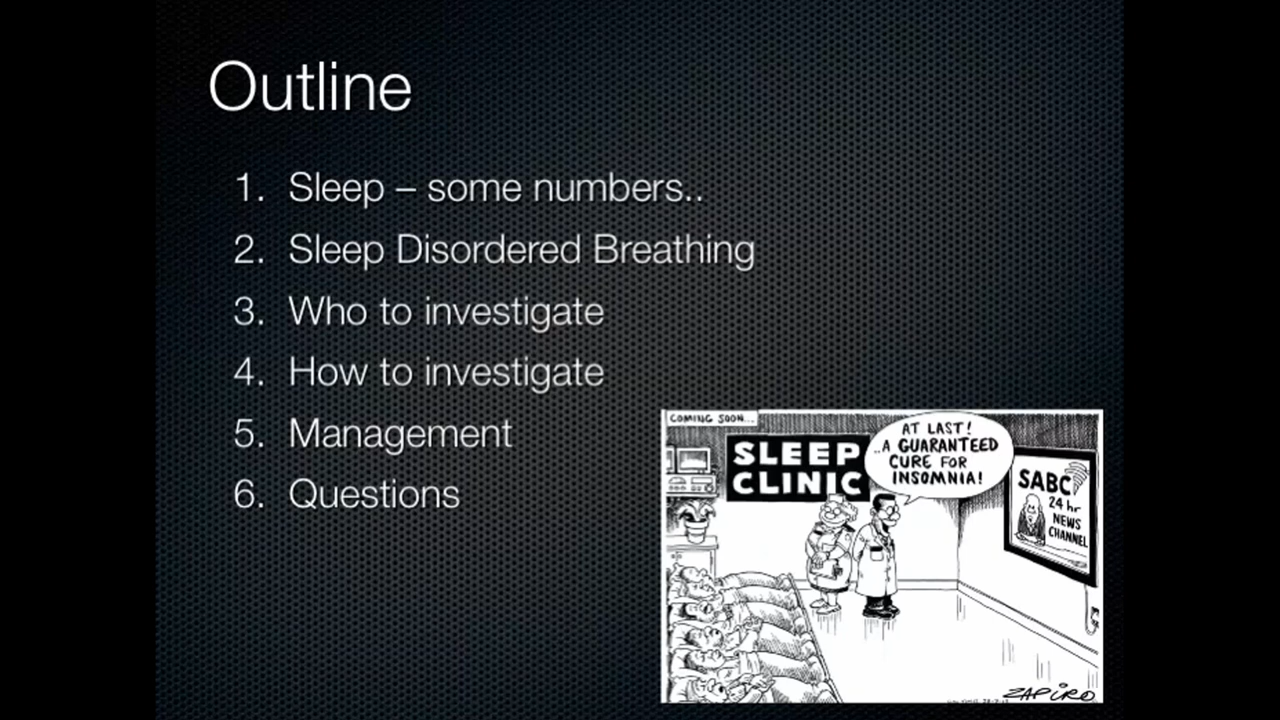 Outline
1. Sleep – some numbers..
2. Sleep Disordered Breathing
3. Who to investigate
4. How to investigate
5. Management
6. Questions
COMING SOON...
SLEEP
CLINIC
AT LAST!
..A GUARANTEED
CURE FOR
INSOMNIA!
SABC
24 hr
NEWS
CHANNEL
ZAPIRO